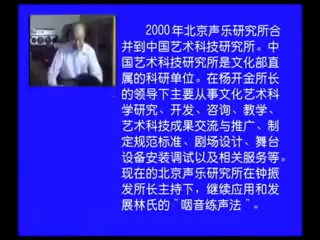 2000年北京声乐研究所合
并到中国艺术科技研究所。中
国艺术科技研究所是文化部直
属的科研单位。在杨开金所长
的领导下主要从事文化艺术科
学研究、开发、咨询、教学、
艺术科技成果交流与推广、制
定规范标准、剧场设计、舞台
设备安装调试以及相关服务等。
现在的北京声乐研究所在钟振
发所长主持下，继续应用和发
展林氏的“咽音练声法”。